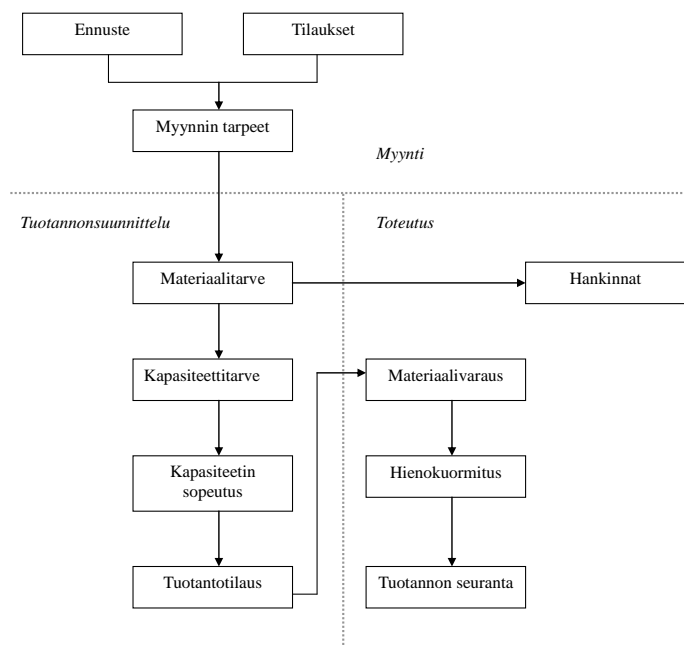 Ennuste
Tilaukset
Myynnin tarpeet
Myynti
Tuotannonsuunnittelu
Toteutus
Materiaalitarve
Hankinnat
Kapasiteettitarve
Materiaalivaraus
Kapasiteetin
sopeutus
Hienokuormitus
Tuotantotilaus
Tuotannon seuranta